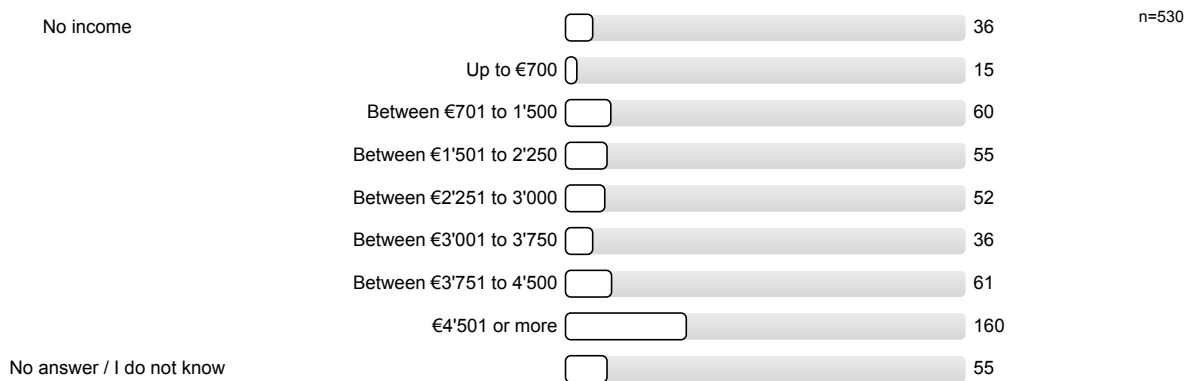 No income 36 n=530
Up to €700 15
Between €701 to 1'500 60
Between €1'501 to 2'250 55
Between €2'251 to 3'000 52
Between €3'001 to 3'750 36
Between €3'751 to 4'500 61
€4'501 or more 160
No answer / I do not know 55